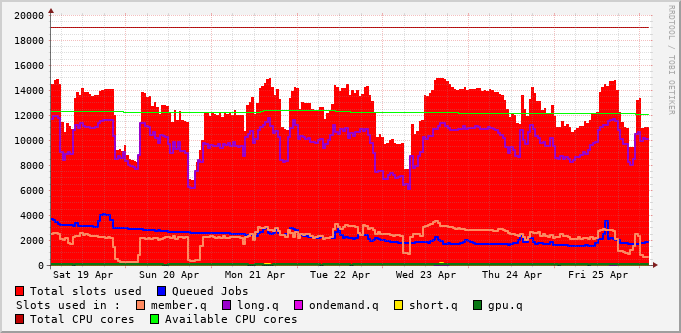 20000
18000
16000
14000
12000
10000
8000
6000
4000
2000
0
Sat 19 Apr Sun 20 Apr Mon 21 Apr Tue 22 Apr Wed 23 Apr Thu 24 Apr Fri 25 Apr
Total slots used Queued Jobs
Slots used in : member.q long.q ondemand.q short.q gpu.q
Total CPU cores Available CPU cores
RRDTOOL / TOBI OETIKER